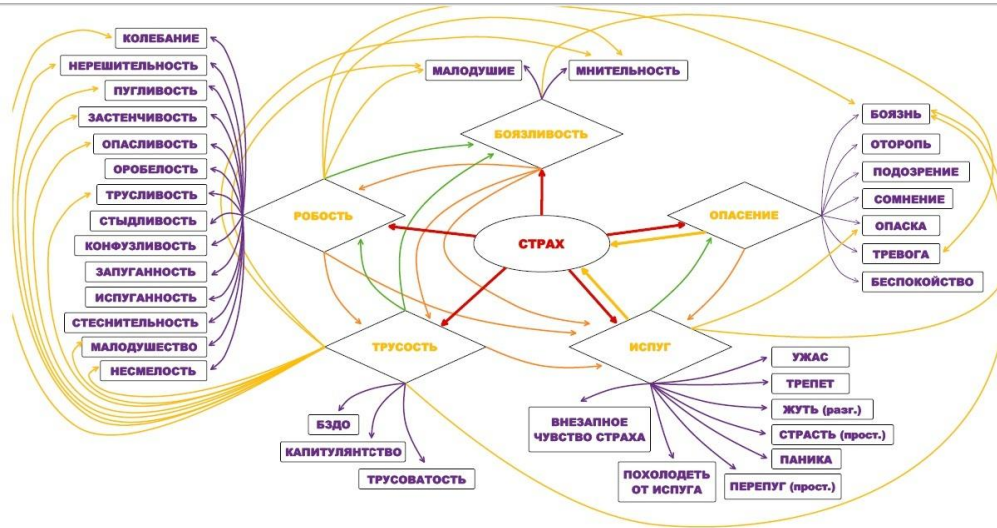 КОЛЕБАНИЕ
НЕРЕШИТЕЛЬНОСТЬ
ПУГЛИВОСТЬ
ЗАСТЕНЧИВОСТЬ
ОПАСЛИВОСТЬ
ОРОБЕЛОСТЬ
ТРУСЛИВОСТЬ
СТЫДЛИВОСТЬ
КОНФУЗЛИВОСТЬ
ЗАПУГАННОСТЬ
ИСПУГАННОСТЬ
СТЕСНИТЕЛЬНОСТЬ
МАЛОДУШЕСТВО
НЕСМЕЛОСТЬ
РОБОСТЬ
МАЛОДУШИЕ
МНИТЕЛЬНОСТЬ
БОЯЗЛИВОСТЬ
СТРАХ
ОПАСЕНИЕ
БОЯЗНЬ
ОТОРОПЬ
ПОДОЗРЕНИЕ
СОМНЕНИЕ
ОПАСКА
ТРЕВОГА
БЕСПОКОЙСТВО
ТРУСОСТЬ
БЗДО
КАПИТУЛЯНТСТВО
ТРУСОВАТОСТЬ
ИСПУГ
ВНЕЗАПНОЕ
ЧУВСТВО СТРАХА
ПОХОЛОДЕТЬ
ОТ ИСПУГА
УЖАС
ТРЕПЕТ
ЖУТЬ (разг.)
СТРАСТЬ (прост.)
ПАНИКА
ПЕРЕПУГ (прост.)